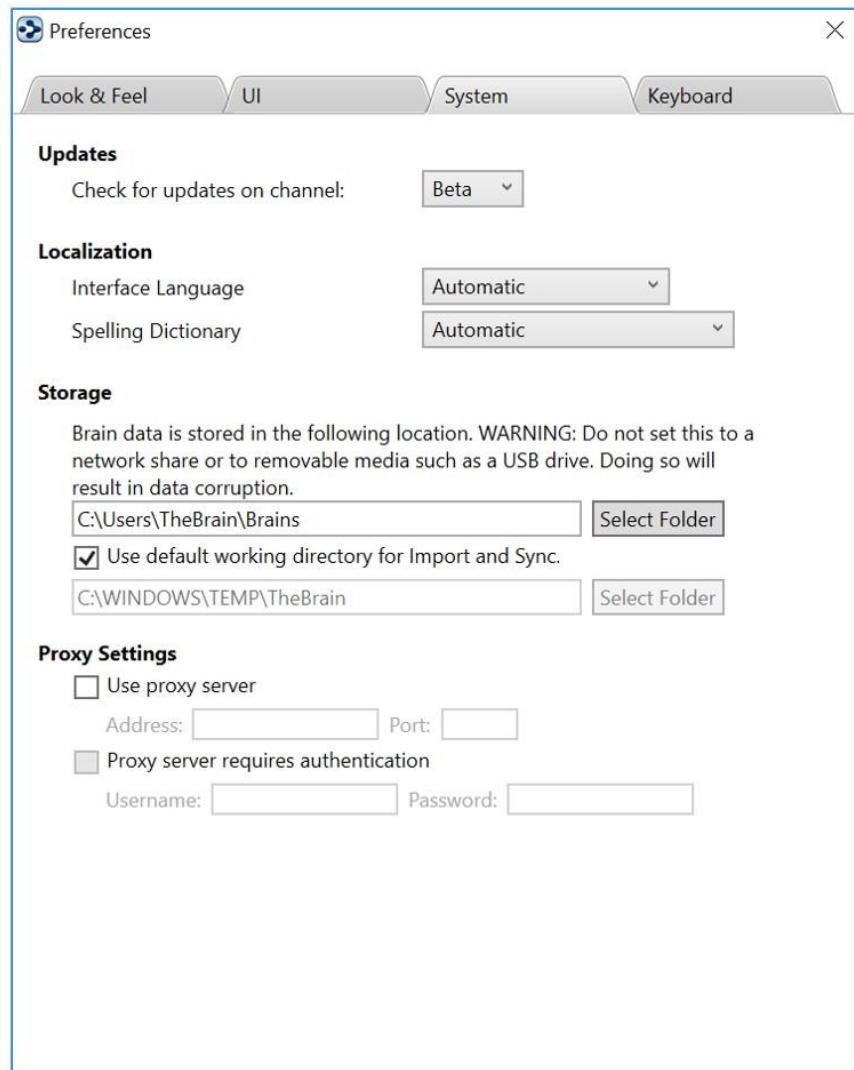 Preferences
Look & Feel
UI
System
Keyboard
Updates
Check for updates on channel: Beta
Localization
Interface Language Automatic
Spelling Dictionary Automatic
Storage
Brain data is stored in the following location. WARNING: Do not set this to a
network share or to removable media such as a USB drive. Doing so will
result in data corruption.
C:\Users\TheBrain\Brains Select Folder
Use default working directory for Import and Sync.
C:\WINDOWS\TEMP\TheBrain Select Folder
Proxy Settings
Use proxy server
Address: Port:
Proxy server requires authentication
Username: Password: